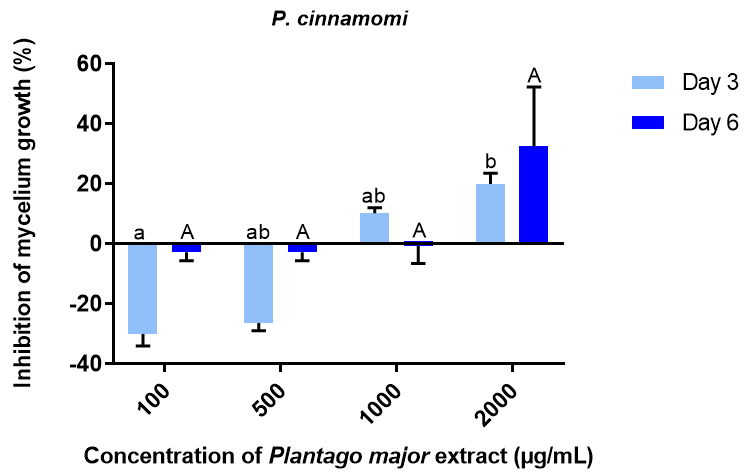 P. cinnamomi
Inhibition of mycelium growth (%)
60
40
20
0
-20
-40
a
A
ab
A
ab
A
b
A
Day 3
Day 6
100
500
1000
2000
Concentration of Plantago major extract (µg/mL)